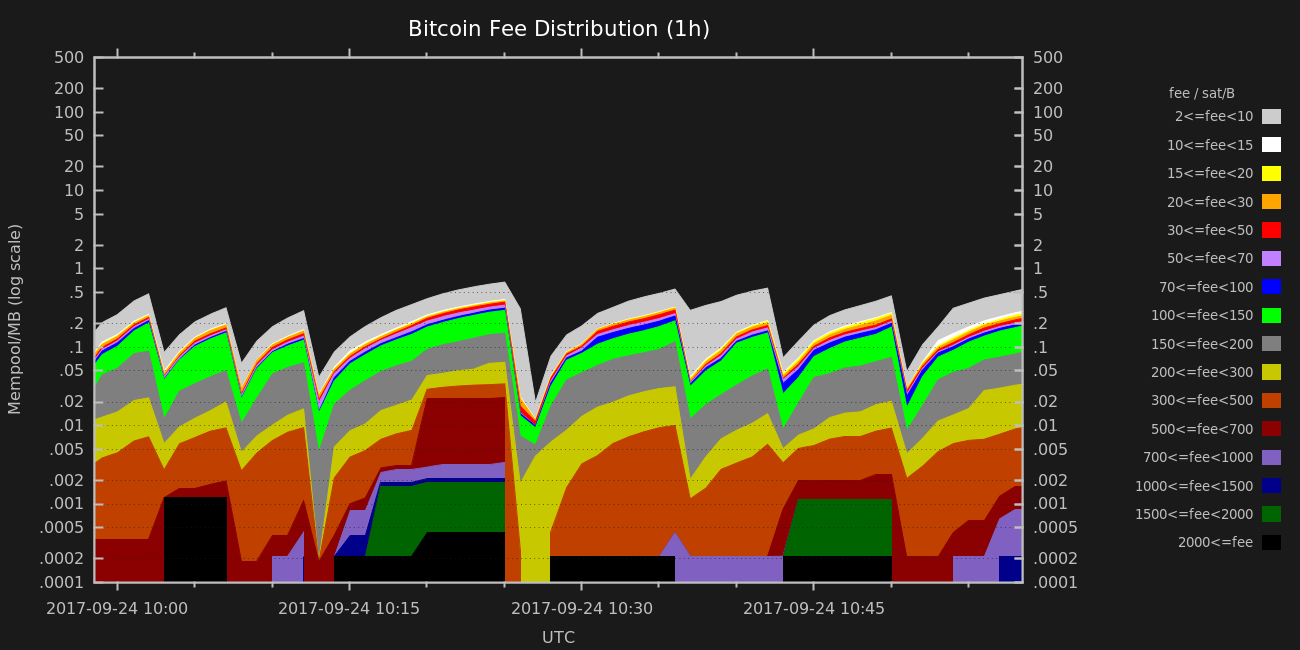 Bitcoin Fee Distribution (1h)
Mempool/MB (log scale)
500
200
100
50
20
10
5
2
1
.5
.2
.1
.05
.02
.01
.005
.002
.001
.0005
.0002
.0001
500
200
100
50
20
10
5
2
1
.5
.2
.1
.05
.02
.01
.005
.002
.001
.0005
.0002
.0001
2017-09-24 10:00
2017-09-24 10:15
2017-09-24 10:30
2017-09-24 10:45
UTC
fee / sat/B
2<=fee<10
10<=fee<15
15<=fee<20
20<=fee<30
30<=fee<50
50<=fee<70
70<=fee<100
100<=fee<150
150<=fee<200
200<=fee<300
300<=fee<500
500<=fee<700
700<=fee<1000
1000<=fee<1500
1500<=fee<2000
2000<=fee